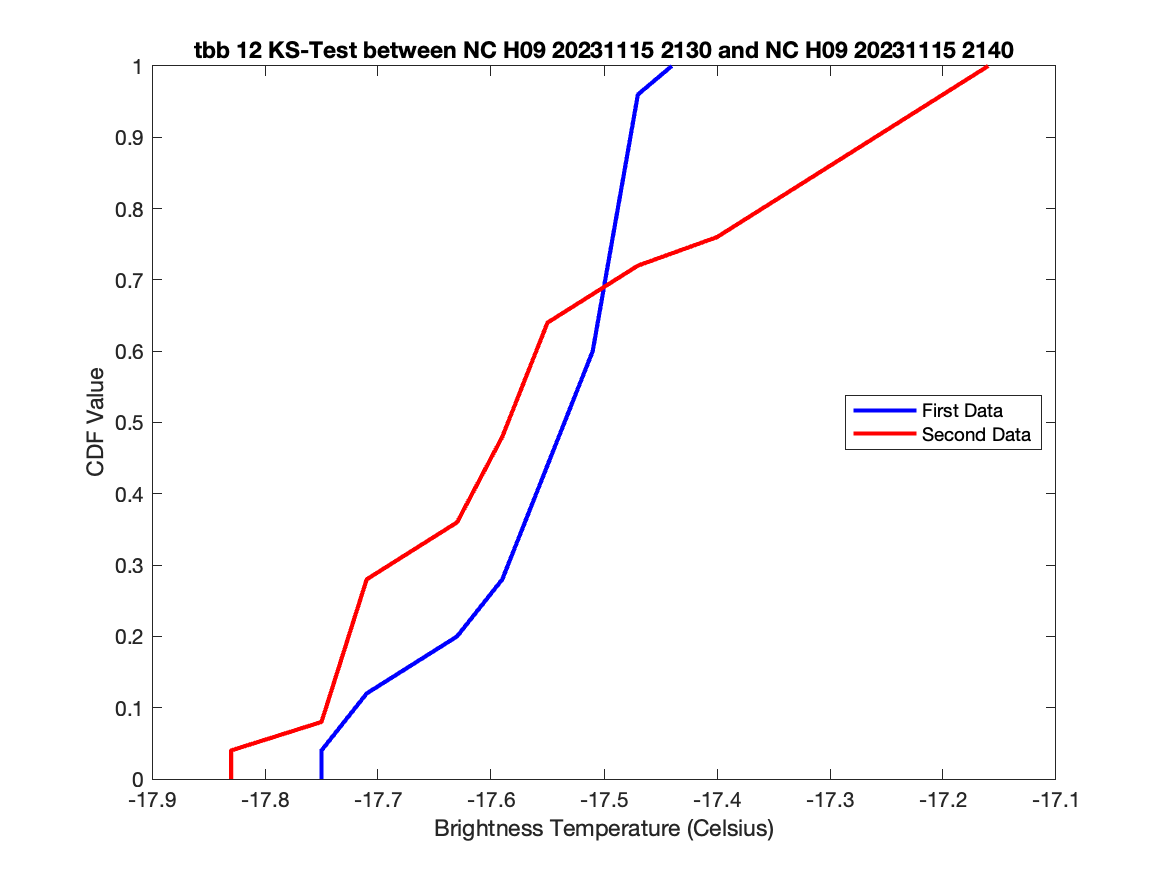 tbb 12 KS-Test between NC H09 20231115 2130 and NC H09 20231115 2140
1
0.9
0.8
0.7
0.6
0.5
0.4
0.3
0.2
0.1
0
CDF Value
First Data
Second Data
-17.9 -17.8 -17.7 -17.6 -17.5 -17.4 -17.3 -17.2 -17.1
Brightness Temperature (Celsius)